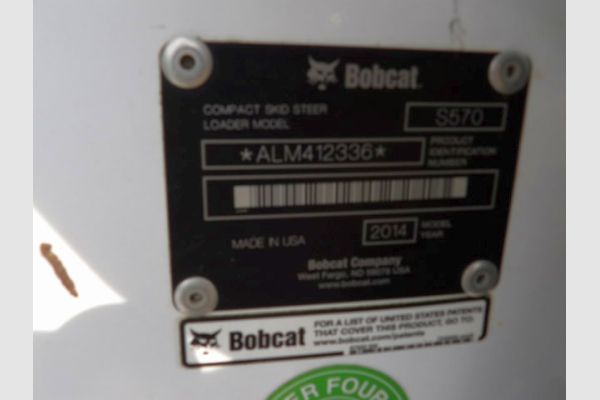 Bobcat
COMPACT SKID STEER
LOADER MODEL
S570
*ALM412336*
PRODUCT
IDENTIFICATION
NUMBER
MADE IN USA
2014
MODEL
YEAR
Bobcat Company
West Fargo, ND 58078 USA
www.bobcat.com
Bobcat
FOR A LIST OF UNITED STATES PATENTS
THAT COVER THIS PRODUCT, GO TO:
www.bobcat.com/patents
ER FOUR